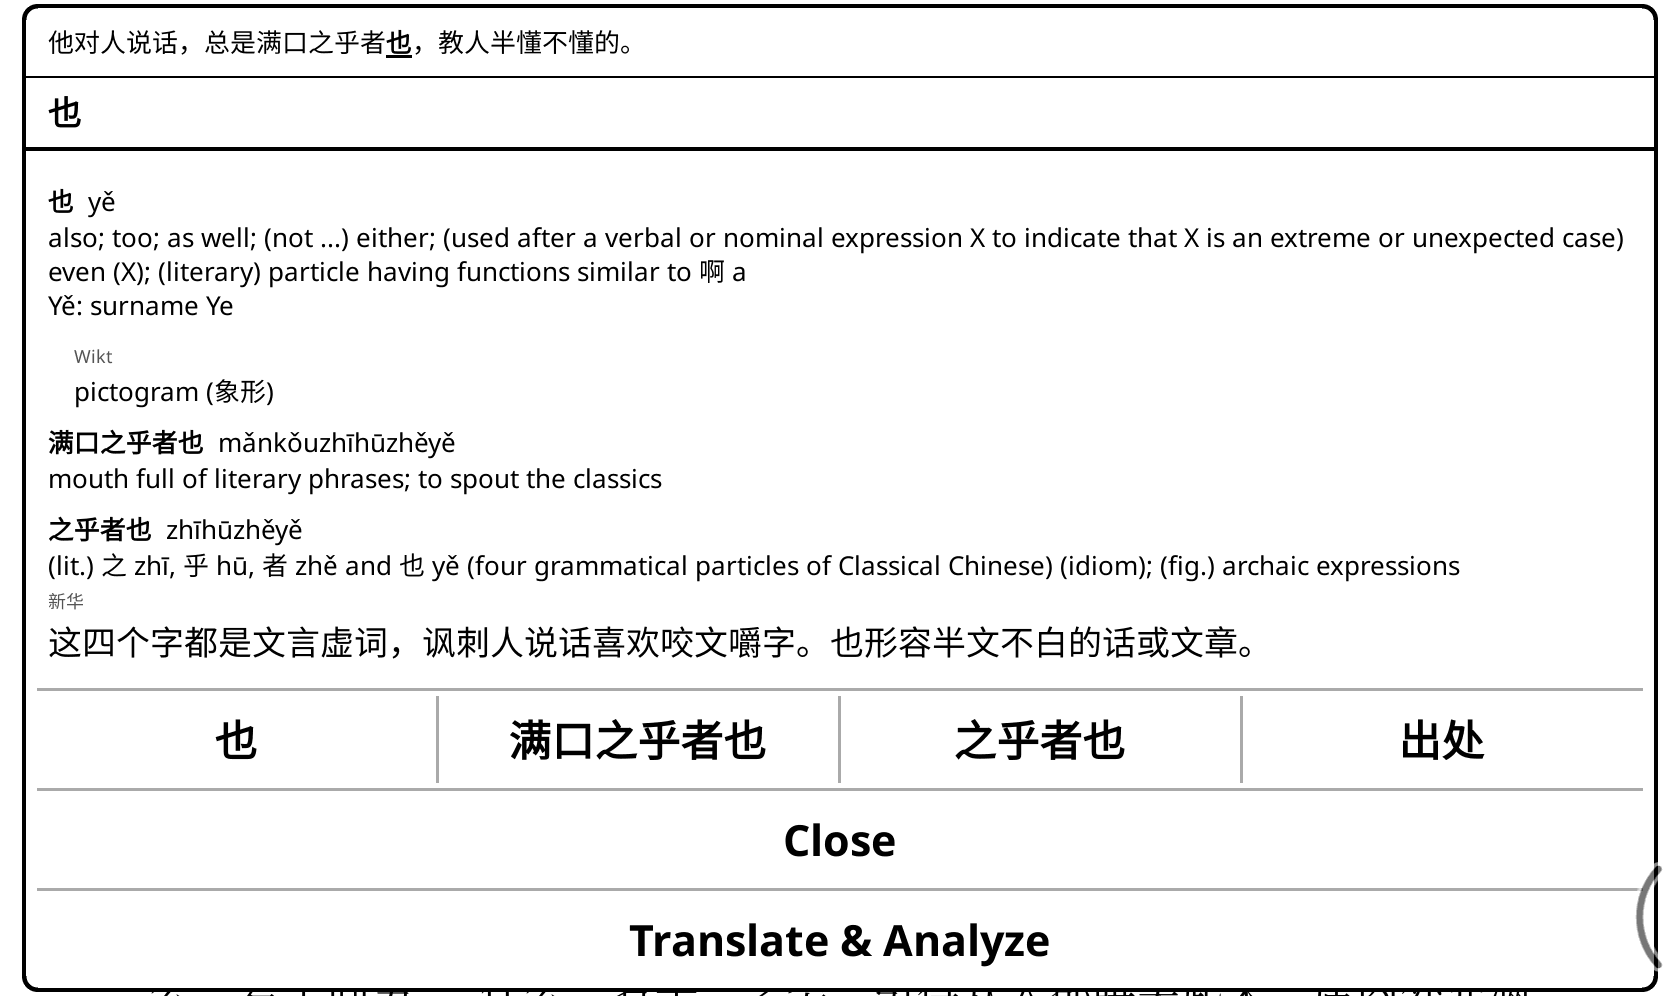 他对人说话，总是满口之乎者也，教人半懂不懂的。
也
也 yě
also; too; as well; (not ...) either; (used after a verbal or nominal expression X to indicate that X is an extreme or unexpected case)
even (X); (literary) particle having functions similar to 啊 a
Yě: surname Ye
Wikt
pictogram (象形)
满口之乎者也 mǎnkǒuzhīhūzhěyě
mouth full of literary phrases; to spout the classics
之乎者也 zhīhūzhěyě
(lit.) 之 zhī, 乎 hū, 者 zhě and 也 yě (four grammatical particles of Classical Chinese) (idiom); (fig.) archaic expressions
新华
这四个字都是文言虚词，讽刺人说话喜欢咬文嚼字。也形容半文不白的话或文章。
也 满口之乎者也 之乎者也 出处
Close
Translate & Analyze